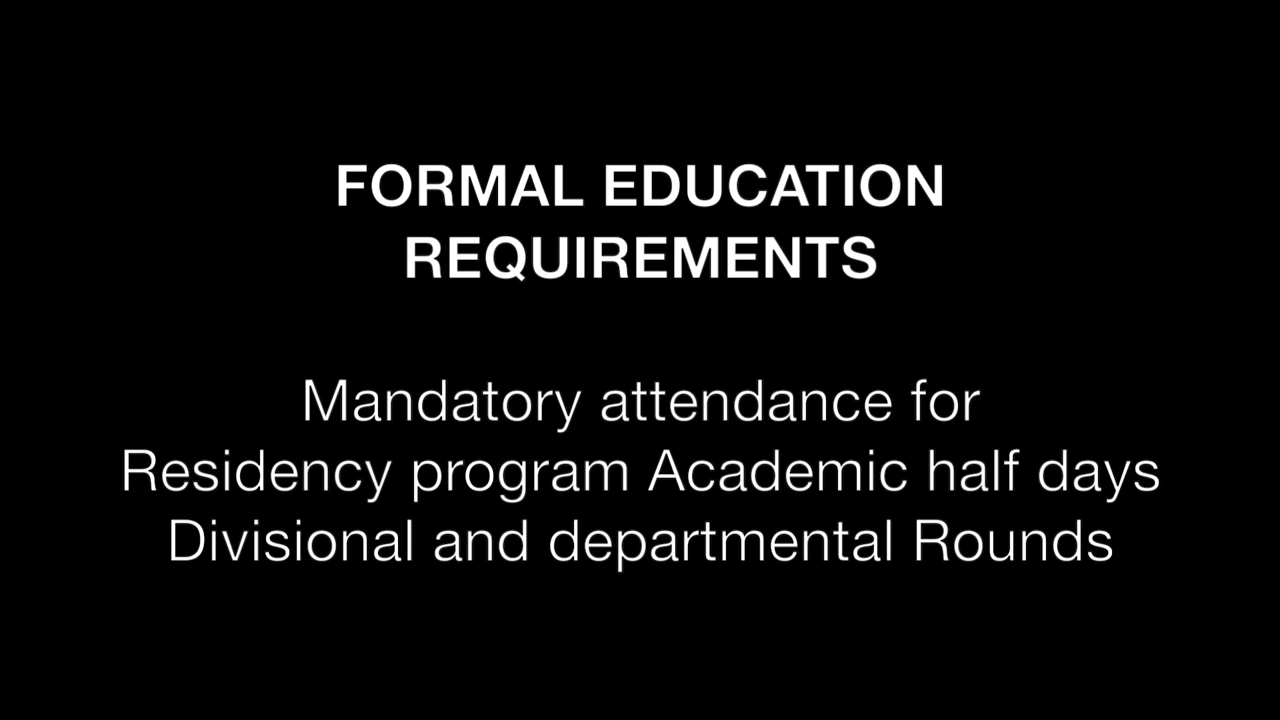 FORMAL EDUCATION
REQUIREMENTS
Mandatory attendance for
Residency program Academic half days
Divisional and departmental Rounds